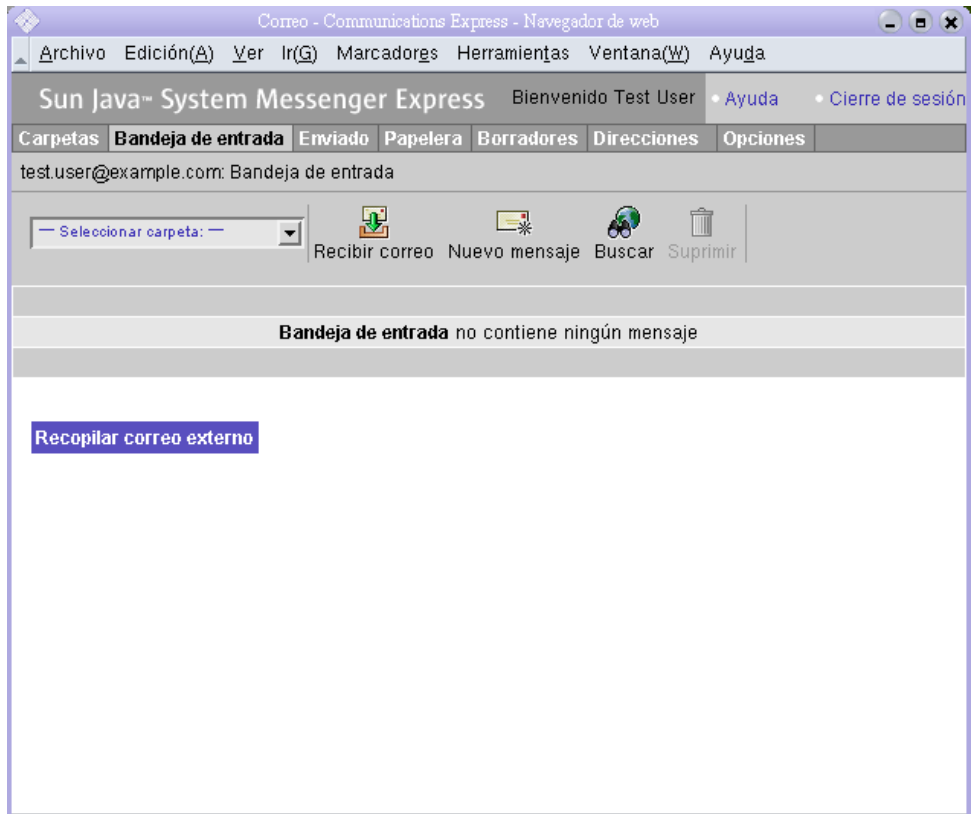 Correo - Communications Express - Navegador de web
Archivo Edición(A) Ver Ir(G) Marcadores Herramientas Ventana(W) Ayuda
Sun Java™ System Messenger Express Bienvenido Test User • Ayuda • Cierre de sesión
Carpetas Bandeja de entrada Enviado Papelera Borradores Direcciones Opciones
test.user@example.com: Bandeja de entrada
— Seleccionar carpeta: —
Recibir correo Nuevo mensaje Buscar Suprimir
Bandeja de entrada no contiene ningún mensaje
Recopilar correo externo